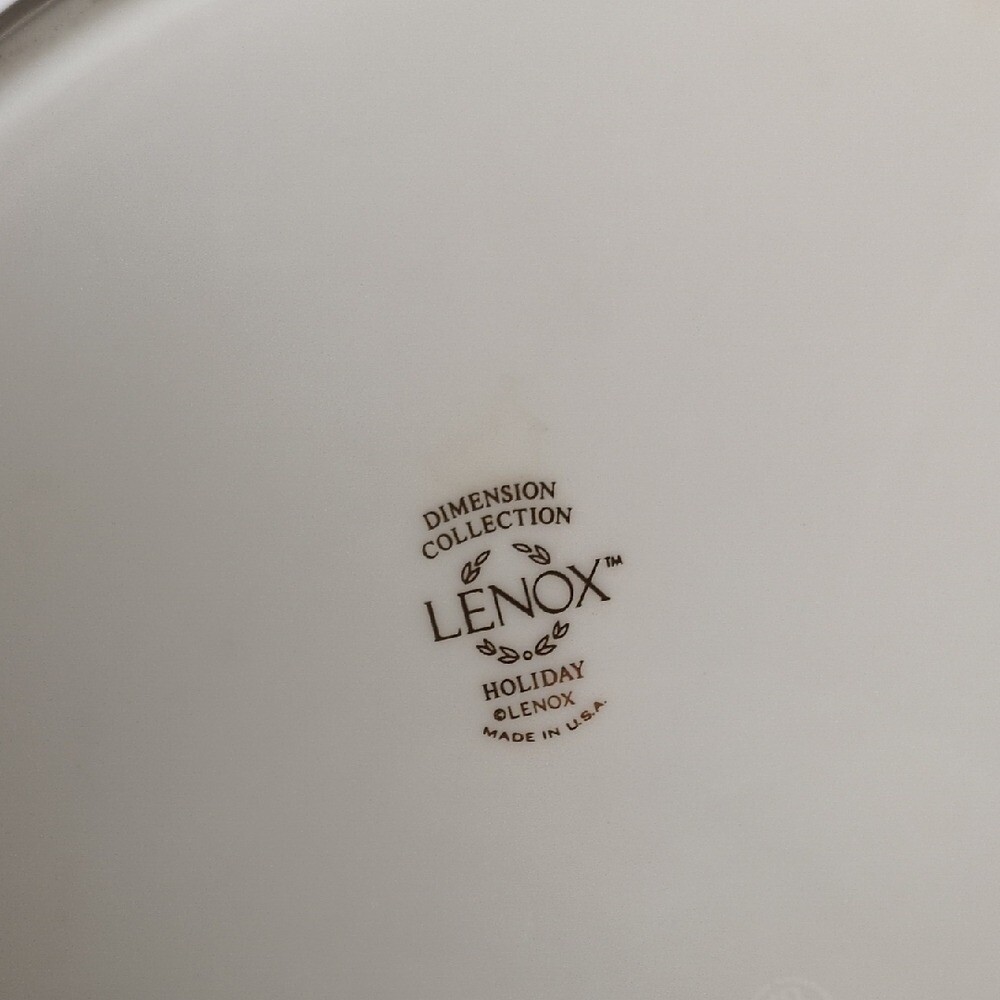 DIMENSION
COLLECTION
LENOX™
HOLIDAY
©LENOX
MADE IN U.S.A.